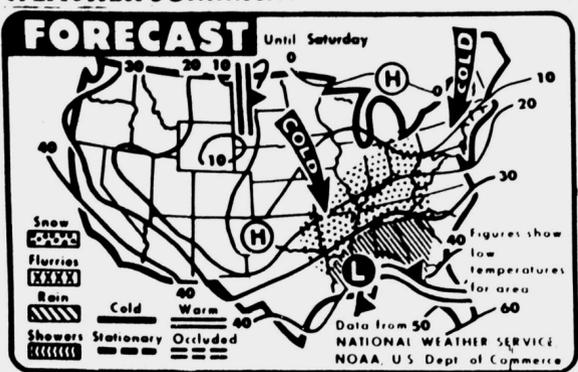 FORECAST
Until Saturday
30
20
10
0
H
0
COLD
10
20
COLD
40
10
30
H
Snow
Flurries
Rain
Showers
40
L
40
Figures show
low
temperatures
for area
Cold
Warm
Stationary
Occluded
40
60
Data from 50
NATIONAL WEATHER SERVICE,
NOAA, U S Dept of Commerce